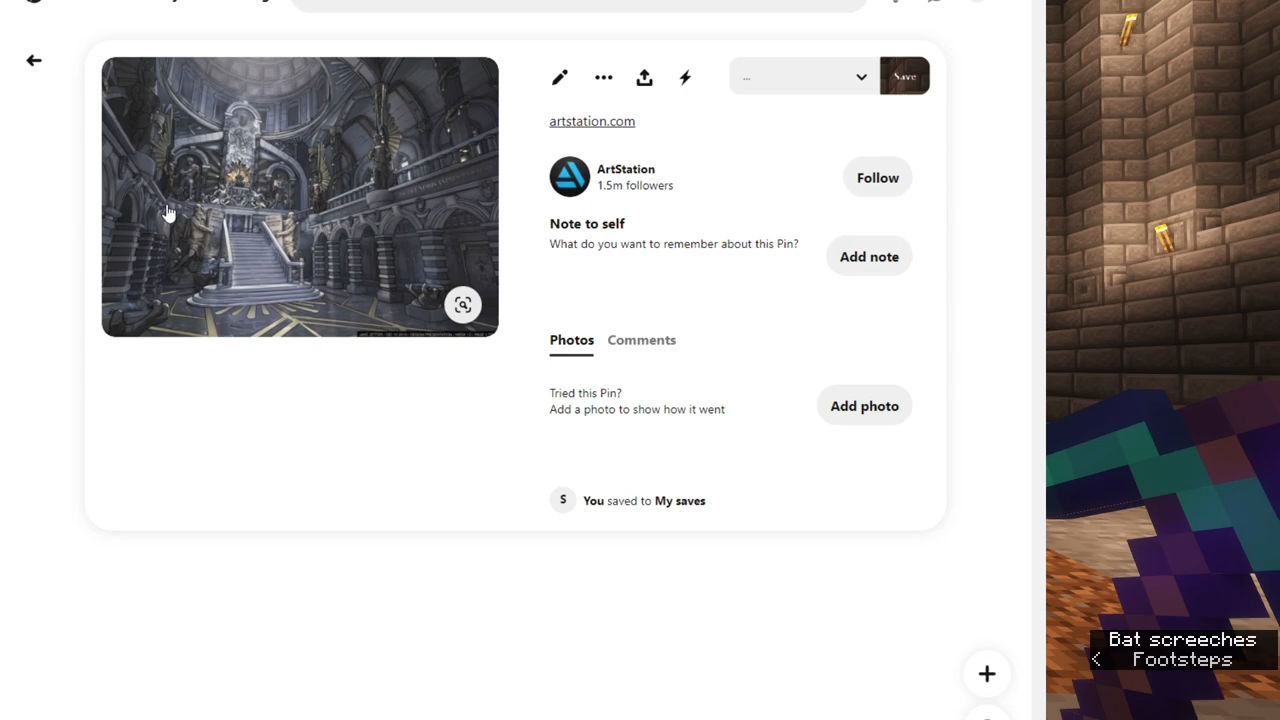 ...
Save
artstation.com
ArtStation
1.5m followers
Follow
Note to self
What do you want to remember about this Pin?
Add note
Photos
Comments
Tried this Pin?
Add a photo to show how it went
Add photo
S
You saved to My saves
Bat screeches
< Footsteps